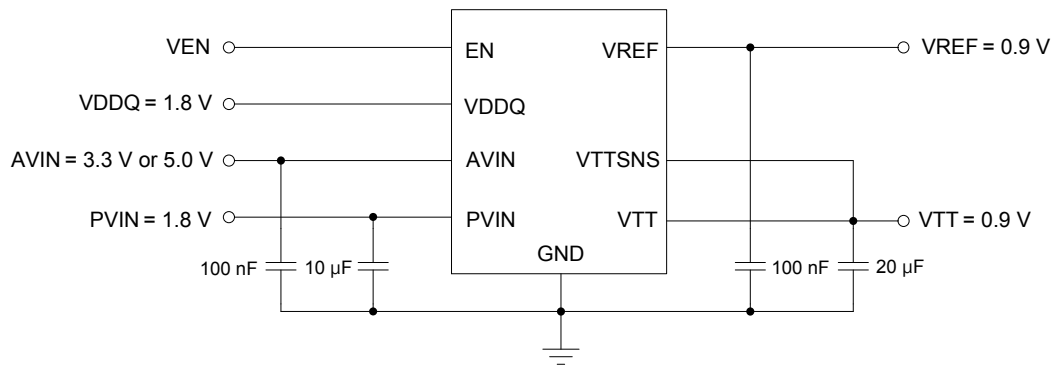 VEN
EN
VREF
VREF = 0.9 V
VDDQ = 1.8 V
VDDQ
AVIN = 3.3 V or 5.0 V
AVIN
VTTSNS
PVIN = 1.8 V
PVIN
VTT
VTT = 0.9 V
GND
100 nF
10 µF
100 nF
20 µF